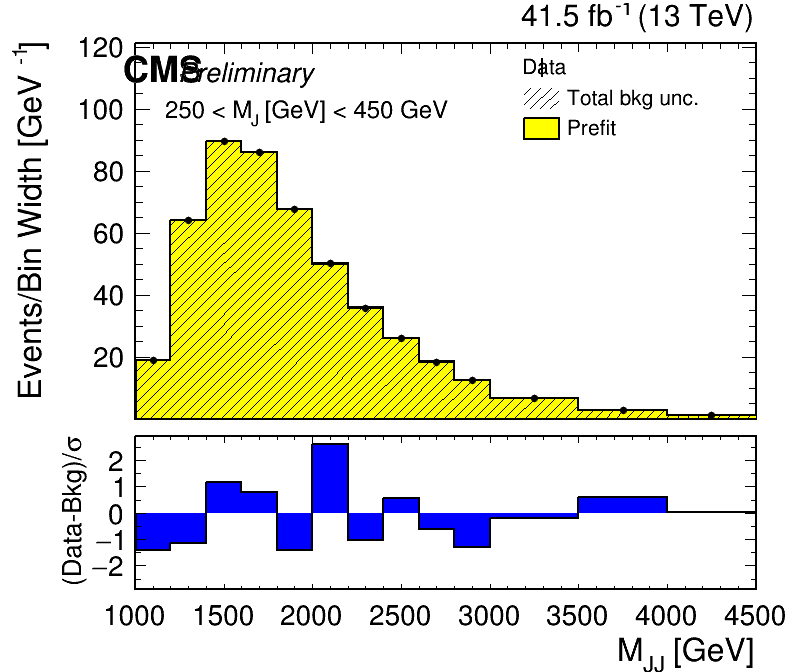 41.5 fb⁻¹ (13 TeV)
CMS Preliminary
250 < M_J [GeV] < 450 GeV
Data
Total bkg unc.
Prefit
Events/Bin Width [GeV⁻¹]
120
100
80
60
40
20
(Data-Bkg)/σ
2
1
0
−1
−2
1000 1500 2000 2500 3000 3500 4000 4500
M_JJ [GeV]